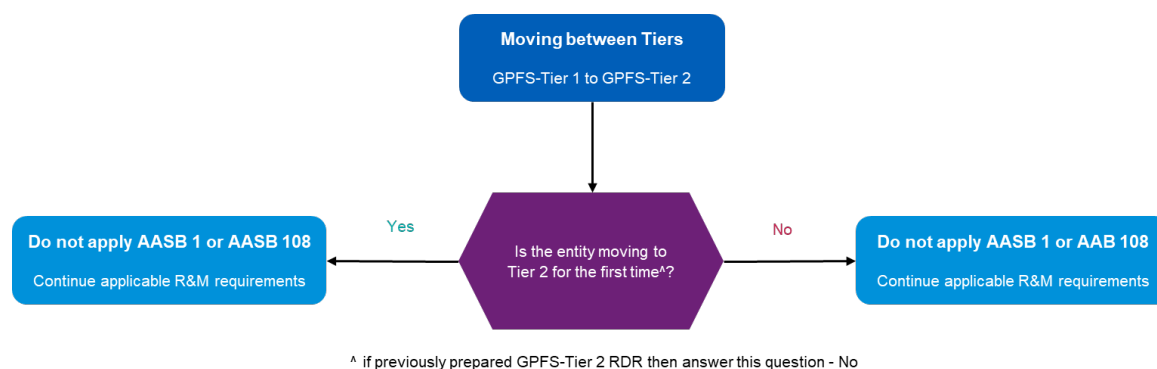 Moving between Tiers
GPFS-Tier 1 to GPFS-Tier 2
Yes
No
Do not apply AASB 1 or AASB 108
Continue applicable R&M requirements
Is the entity moving to
Tier 2 for the first time^?
Do not apply AASB 1 or AAB 108
Continue applicable R&M requirements
^ if previously prepared GPFS-Tier 2 RDR then answer this question - No